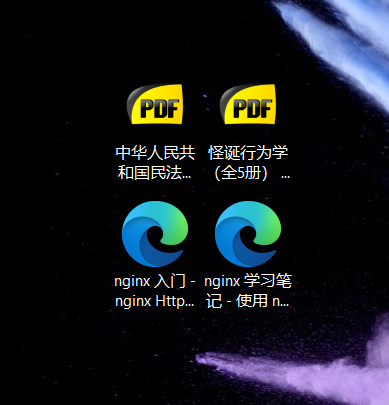 PDF
PDF
中华人民共
和国民法...
怪诞行为学
（全5册） ...
nginx 入门 -
nginx Http...
nginx 学习笔
记 - 使用 n...